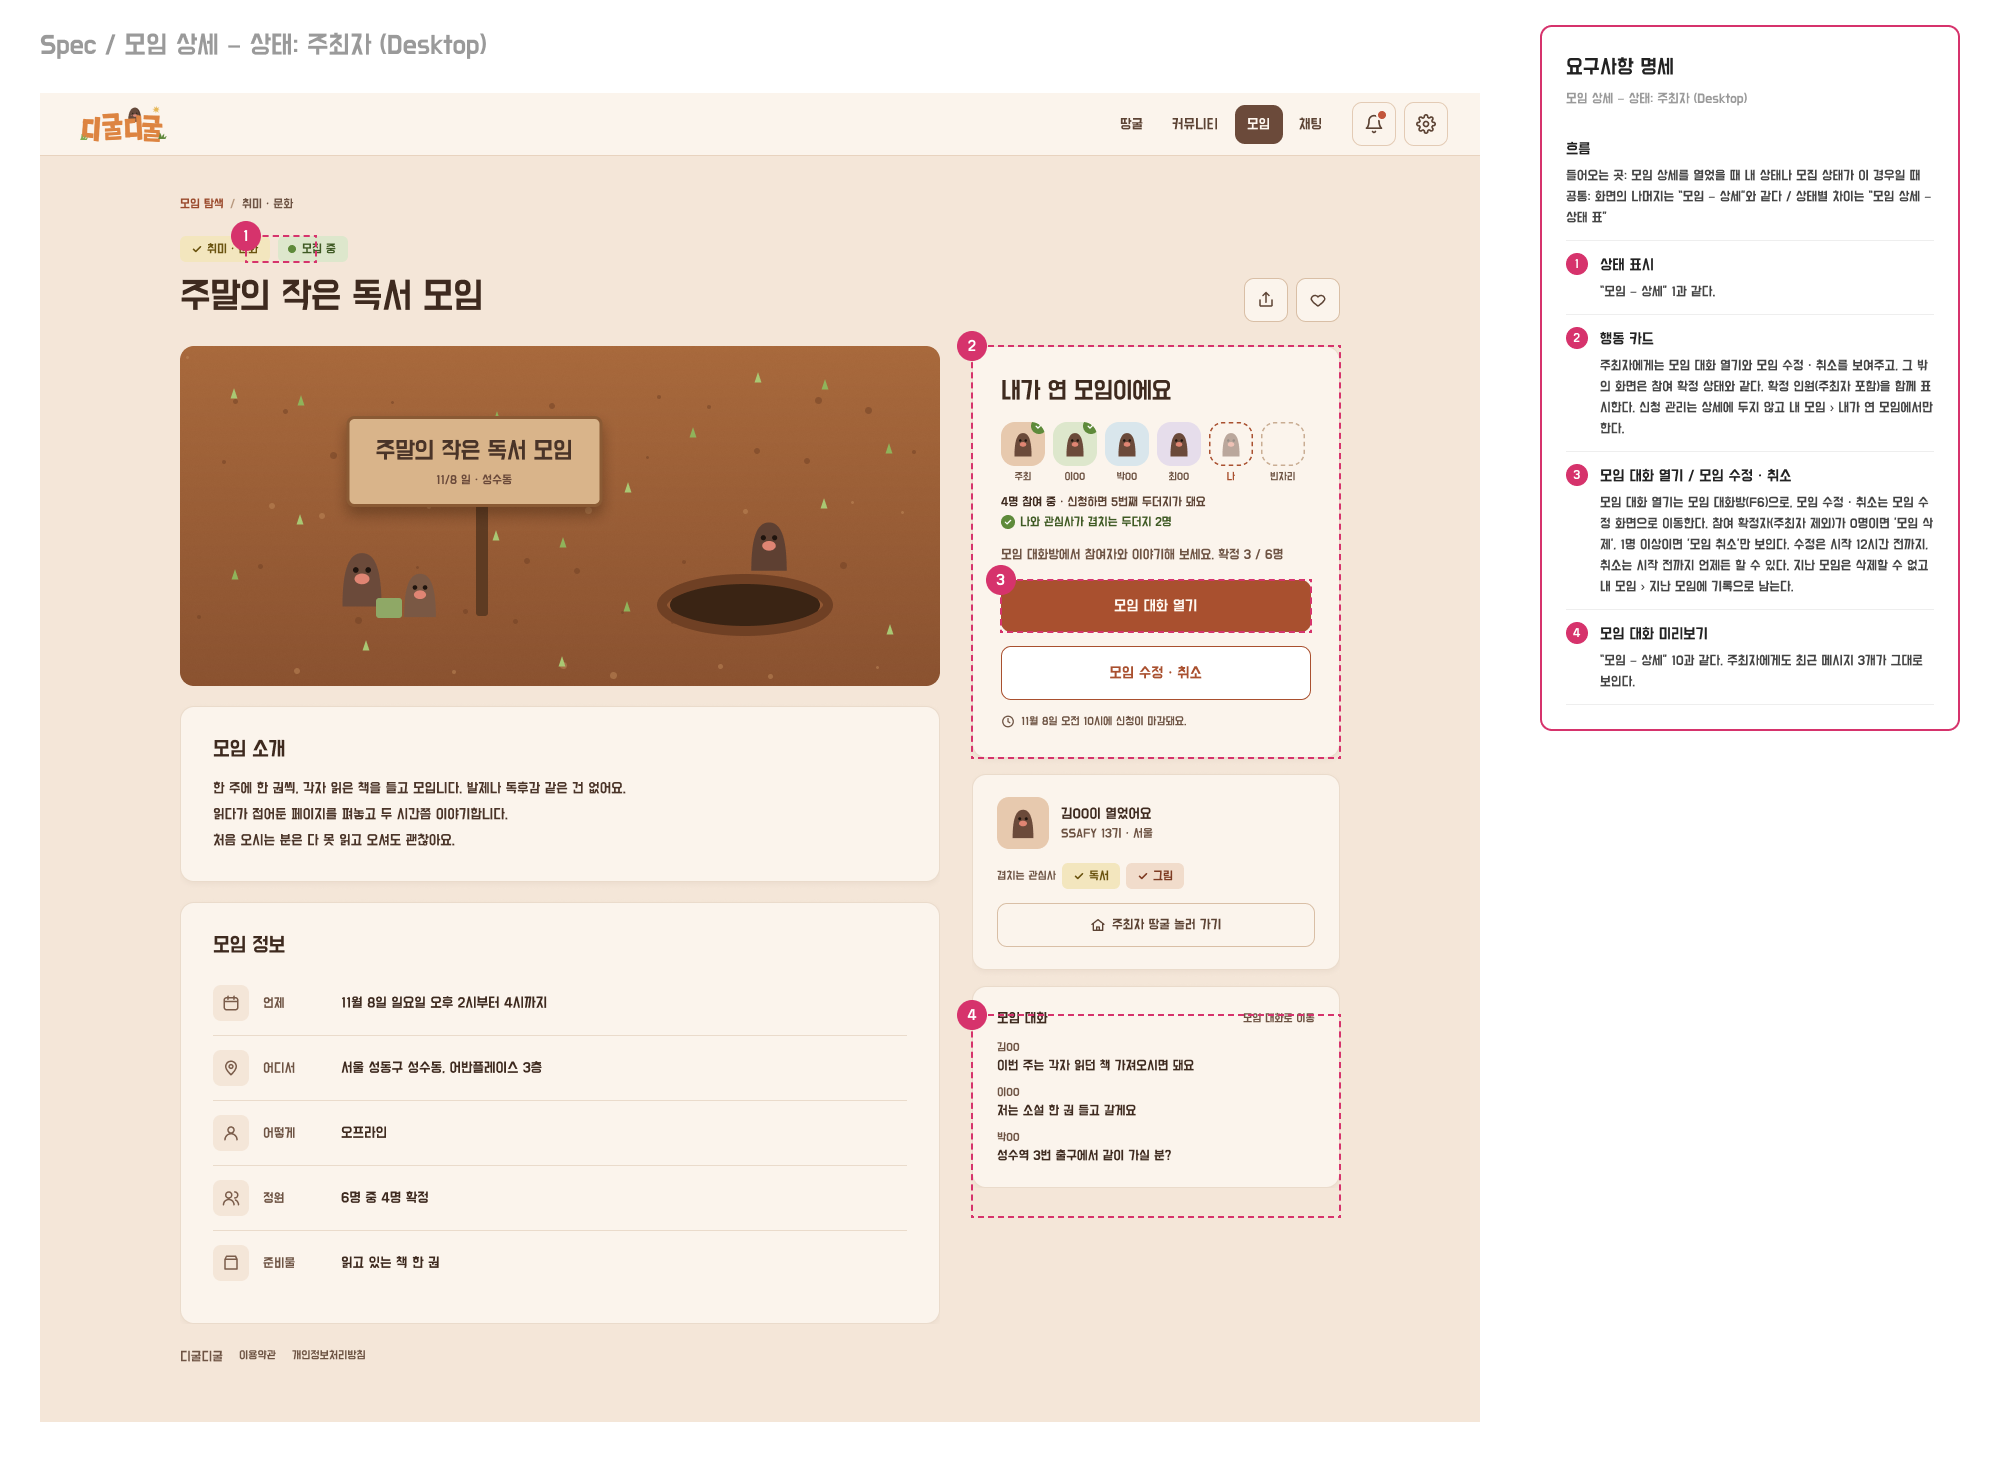 Spec / 모임 상세 – 상태: 주최자 (Desktop)
디굴디굴
땅굴
커뮤니티
모임
채팅
모임 탐색 / 취미 · 문화
1
취미 · 문화
모집 중
주말의 작은 독서 모임
주말의 작은 독서 모임
11/8 일 · 성수동
모임 소개
한 주에 한 권씩, 각자 읽은 책을 들고 모입니다. 발제나 독후감 같은 건 없어요.
읽다가 접어둔 페이지를 펴놓고 두 시간쯤 이야기합니다.
처음 오시는 분은 다 못 읽고 오셔도 괜찮아요.
모임 정보
언제
11월 8일 일요일 오후 2시부터 4시까지
어디서
서울 성동구 성수동, 어반플레이스 3층
어떻게
오프라인
정원
6명 중 4명 확정
준비물
읽고 있는 책 한 권
2
내가 연 모임이에요
주최
이00
박00
최00
나
빈자리
4명 참여 중 · 신청하면 5번째 두더지가 돼요
나와 관심사가 겹치는 두더지 2명
모임 대화방에서 참여자와 이야기해 보세요. 확정 3 / 6명
3
모임 대화 열기
모임 수정 · 취소
11월 8일 오전 10시에 신청이 마감돼요.
김00이 열었어요
SSAFY 13기 · 서울
겹치는 관심사
독서
그림
주최자 땅굴 놀러 가기
4
모임 대화
모임 대화로 이동
김00
이번 주는 각자 읽던 책 가져오시면 돼요
이00
저는 소설 한 권 들고 갈게요
박00
성수역 3번 출구에서 같이 가실 분?
디굴디굴
이용약관
개인정보처리방침
요구사항 명세
모임 상세 – 상태: 주최자 (Desktop)
흐름
들어오는 곳: 모임 상세를 열었을 때 내 상태나 모집 상태가 이 경우일 때
공통: 화면의 나머지는 "모임 – 상세"와 같다 / 상태별 차이는 "모임 상세 –
상태 표"
1
상태 표시
"모임 – 상세" 1과 같다.
2
행동 카드
주최자에게는 모임 대화 열기와 모임 수정 · 취소를 보여주고, 그 밖
의 화면은 참여 확정 상태와 같다. 확정 인원(주최자 포함)을 함께 표
시한다. 신청 관리는 상세에 두지 않고 내 모임 › 내가 연 모임에서만
한다.
3
모임 대화 열기 / 모임 수정 · 취소
모임 대화 열기는 모임 대화방(F6)으로, 모임 수정 · 취소는 모임 수
정 화면으로 이동한다. 참여 확정자(주최자 제외)가 0명이면 '모임 삭
제', 1명 이상이면 '모임 취소'만 보인다. 수정은 시작 12시간 전까지,
취소는 시작 전까지 언제든 할 수 있다. 지난 모임은 삭제할 수 없고
내 모임 › 지난 모임에 기록으로 남는다.
4
모임 대화 미리보기
"모임 – 상세" 10과 같다. 주최자에게도 최근 메시지 3개가 그대로
보인다.